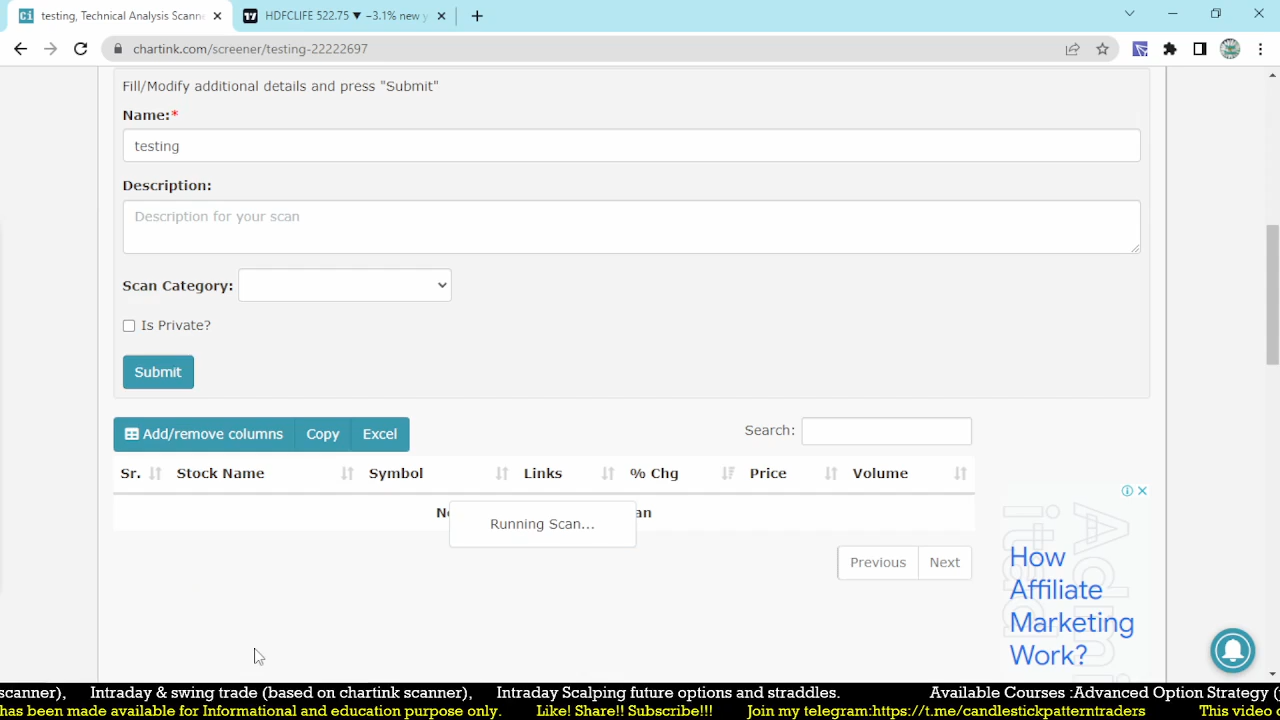 testing, Technical Analysis Scanne
HDFCLIFE 522.75 ▼ −3.1% new y
chartink.com/screener/testing-22222697
Fill/Modify additional details and press "Submit"
Name:*
testing
Description:
Description for your scan
Scan Category:
Is Private?
Submit
Add/remove columns Copy Excel
Search:
Sr. Stock Name Symbol Links % Chg Price Volume
Running Scan...
Previous Next
How
Affiliate
Marketing
Work?
scanner), Intraday & swing trade (based on chartink scanner), Intraday Scalping future options and straddles. Available Courses :Advanced Option Strategy (
has been made available for Informational and education purpose only. Like! Share!! Subscribe!!! Join my telegram:https://t.me/candlestickpatterntraders This video